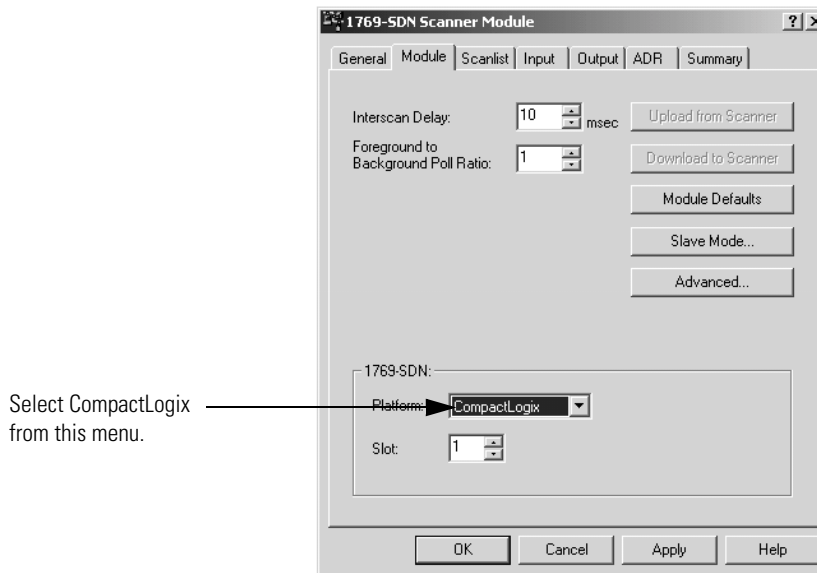 1769-SDN Scanner Module
General Module Scanlist Input Output ADR Summary
Interscan Delay: 10 msec Upload from Scanner
Foreground to
Background Poll Ratio: 1 Download to Scanner
Module Defaults
Slave Mode...
Advanced...
1769-SDN:
Select CompactLogix
from this menu.
Platform: CompactLogix
Slot: 1
OK Cancel Apply Help